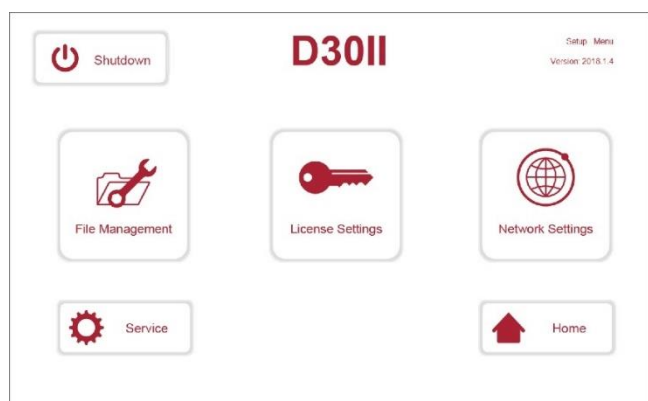 Shutdown
D30II
Setup Menu
Version: 2018.1.4
File Management
License Settings
Network Settings
Service
Home